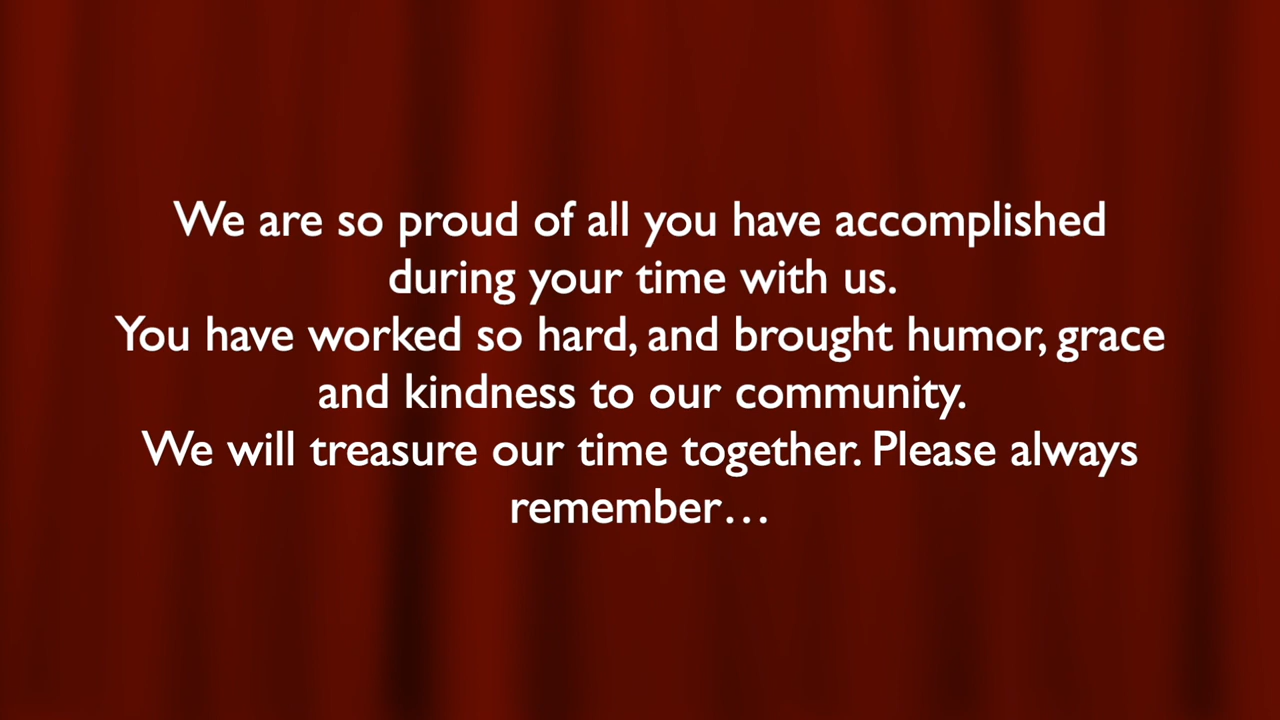 We are so proud of all you have accomplished
during your time with us.
You have worked so hard, and brought humor, grace
and kindness to our community.
We will treasure our time together. Please always
remember…